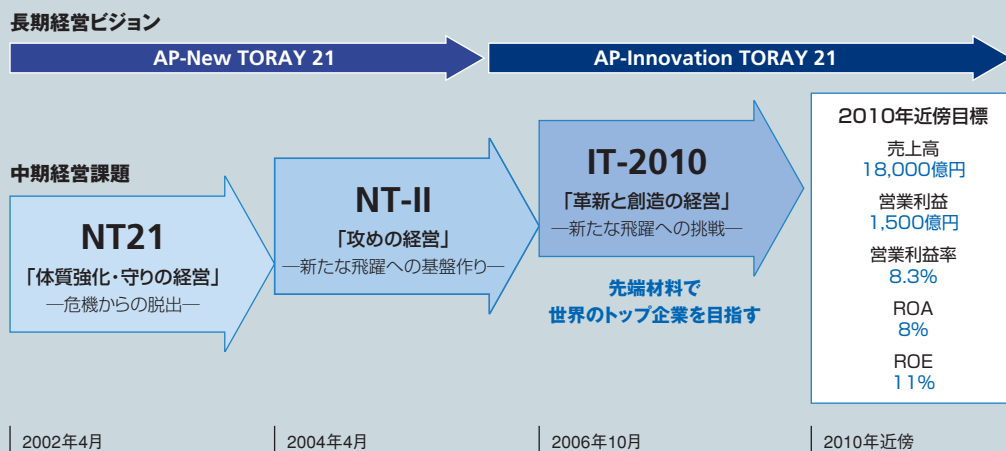 長期経営ビジョン
AP-New TORAY 21
AP-Innovation TORAY 21
中期経営課題
NT21
「体質強化・守りの経営」
―危機からの脱出―
NT-II
「攻めの経営」
―新たな飛躍への基盤作り―
IT-2010
「革新と創造の経営」
―新たな飛躍への挑戦―
先端材料で
世界のトップ企業を目指す
2010年近傍目標
売上高
18,000億円
営業利益
1,500億円
営業利益率
8.3%
ROA
8%
ROE
11%
2002年4月
2004年4月
2006年10月
2010年近傍